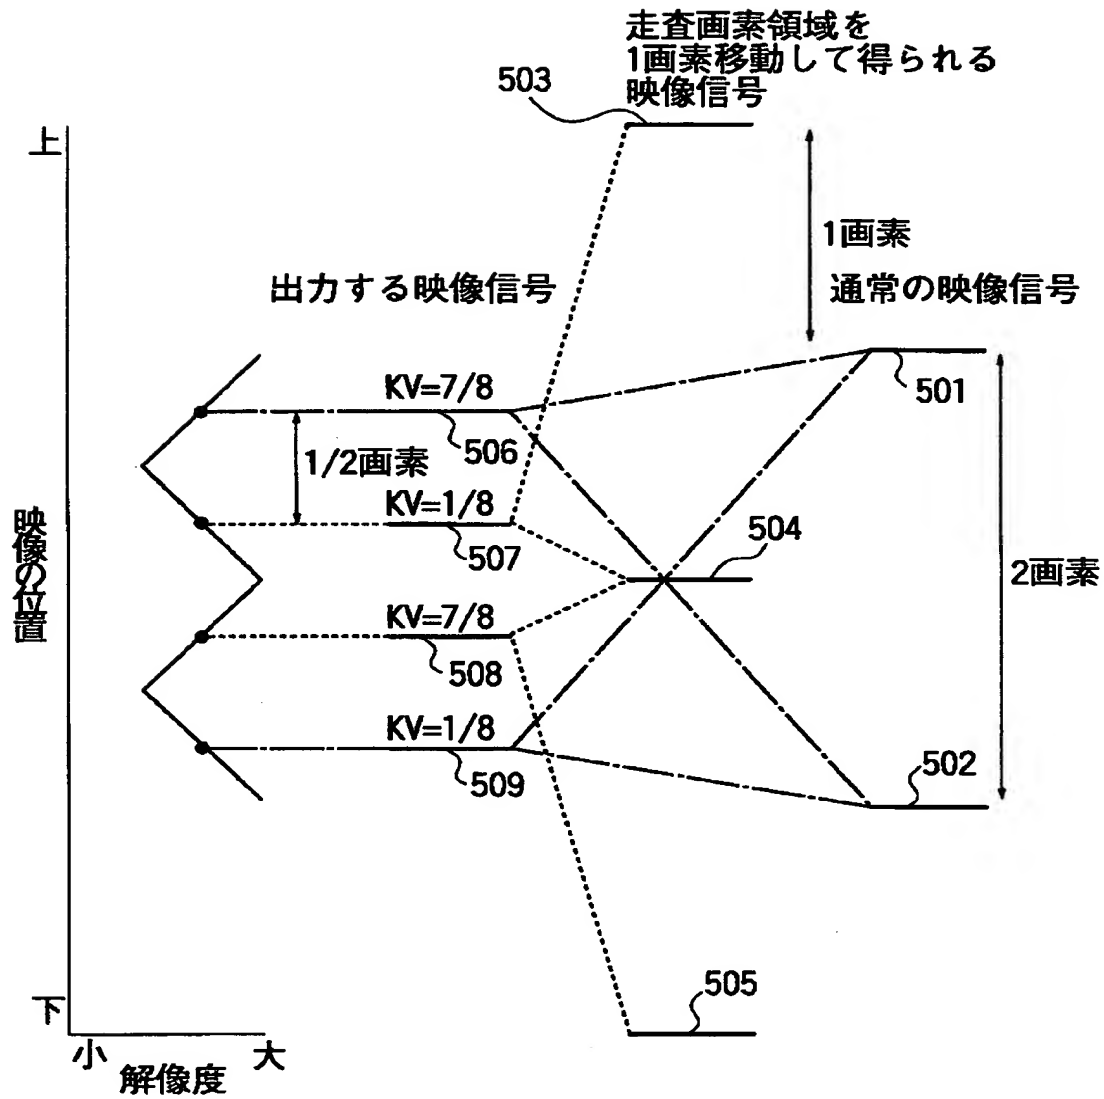 走査画素領域を
1画素移動して得られる
映像信号
503
上
1画素
出力する映像信号
通常の映像信号
KV=7/8
501
506
1/2画素
KV=1/8
504
507
映像の位置
2画素
KV=7/8
508
KV=1/8
509
502
505
下
小
大
解像度